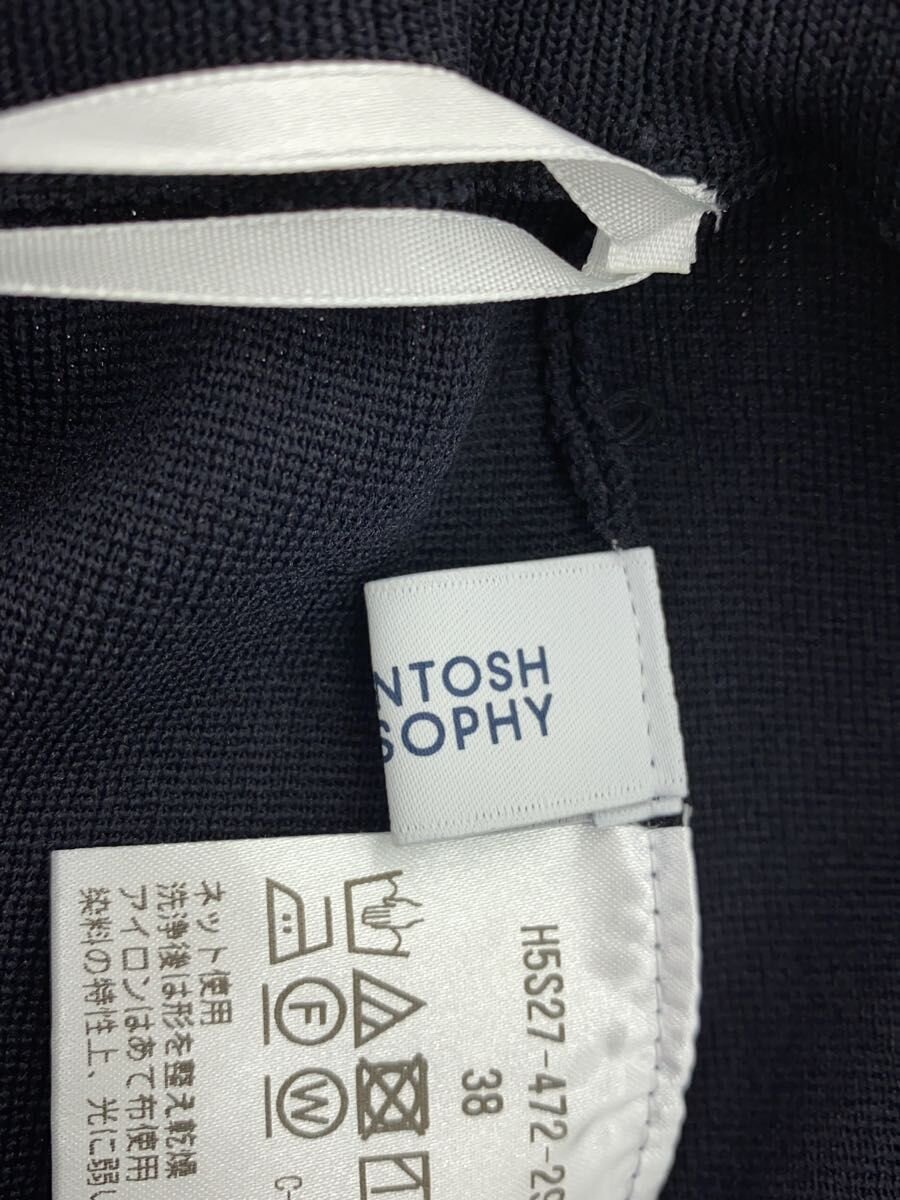 NTOSH
SOPHY
H5S27-472-29
38
F W
C-
ネット使用
洗浄後は形を整え乾燥
アイロンはあて布使用
染料の特性上、光に弱い